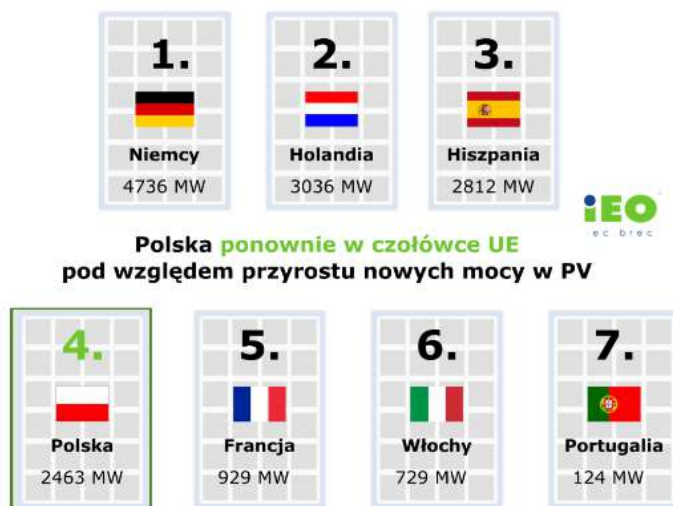 1.
Niemcy
4736 MW
2.
Holandia
3036 MW
3.
Hiszpania
2812 MW
iEO
ec brec
Polska ponownie w czołówce UE
pod względem przyrostu nowych mocy w PV
4.
Polska
2463 MW
5.
Francja
929 MW
6.
Włochy
729 MW
7.
Portugalia
124 MW